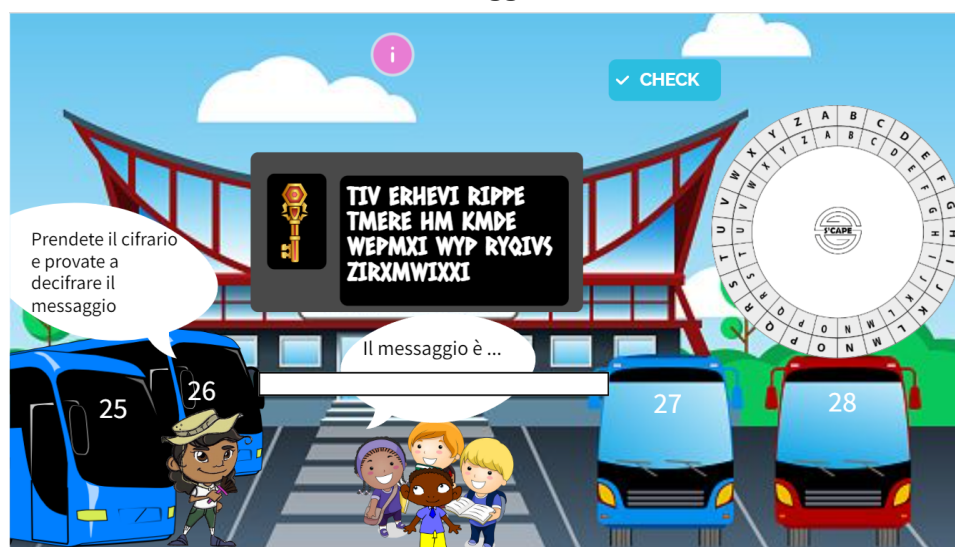 i
CHECK
TIV ERHEVI RIPPE
TMERE HM KMDE
WEPMXI WYP RYQIVS
ZIRXMWIXXI
Prendete il cifrario
e provate a
decifrare il
messaggio
A B C D E F G H I J K L M N O P Q R S T U V W X Y Z
A B C D E F G H I J K L M N O P Q R S T U V W X Y Z
S'CAPE
Il messaggio è ...
25
26
27
28